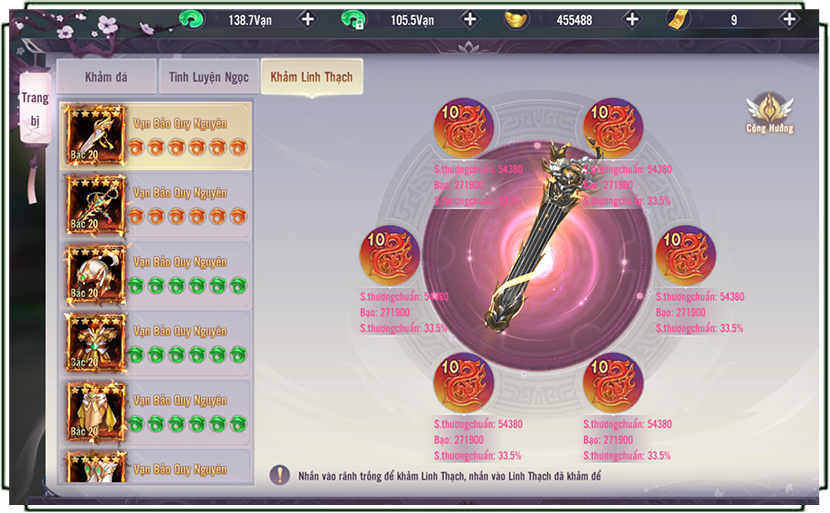 138.7Vạn
105.5Vạn
455488
9
Trang bị
Khảm đá
Tinh Luyện Ngọc
Khảm Linh Thạch
Vạn Bảo Quy Nguyên
Bậc 20
Vạn Bảo Quy Nguyên
Bậc 20
Vạn Bảo Quy Nguyên
Bậc 20
Vạn Bảo Quy Nguyên
Bậc 20
Vạn Bảo Quy Nguyên
Bậc 20
Vạn Bảo Quy Nguyên
Cộng Hưởng
10
S.thươngchuẩn: 54380
Bạo: 271900
10
S.thươngchuẩn: 54380
Bạo: 271900
S.thươngchuẩn: 33.5%
10
S.thươngchuẩn: 54380
Bạo: 271900
S.thươngchuẩn: 33.5%
10
S.thươngchuẩn: 54380
Bạo: 271900
S.thươngchuẩn: 33.5%
10
S.thươngchuẩn: 54380
Bạo: 271900
S.thươngchuẩn: 33.5%
10
S.thươngchuẩn: 54380
Bạo: 271900
S.thươngchuẩn: 33.5%
Nhấn vào rãnh trống để khảm Linh Thạch, nhấn vào Linh Thạch đã khảm để